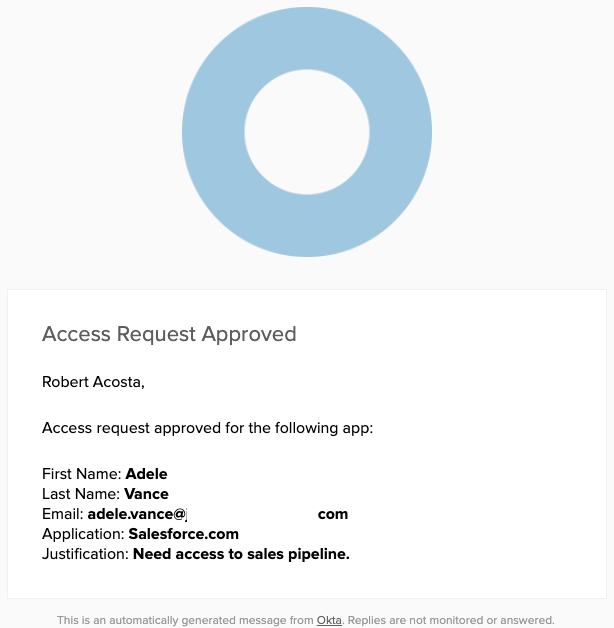 Access Request Approved
Robert Acosta,
Access request approved for the following app:
First Name: Adele
Last Name: Vance
Email: adele.vance@ com
Application: Salesforce.com
Justification: Need access to sales pipeline.
This is an automatically generated message from Okta. Replies are not monitored or answered.